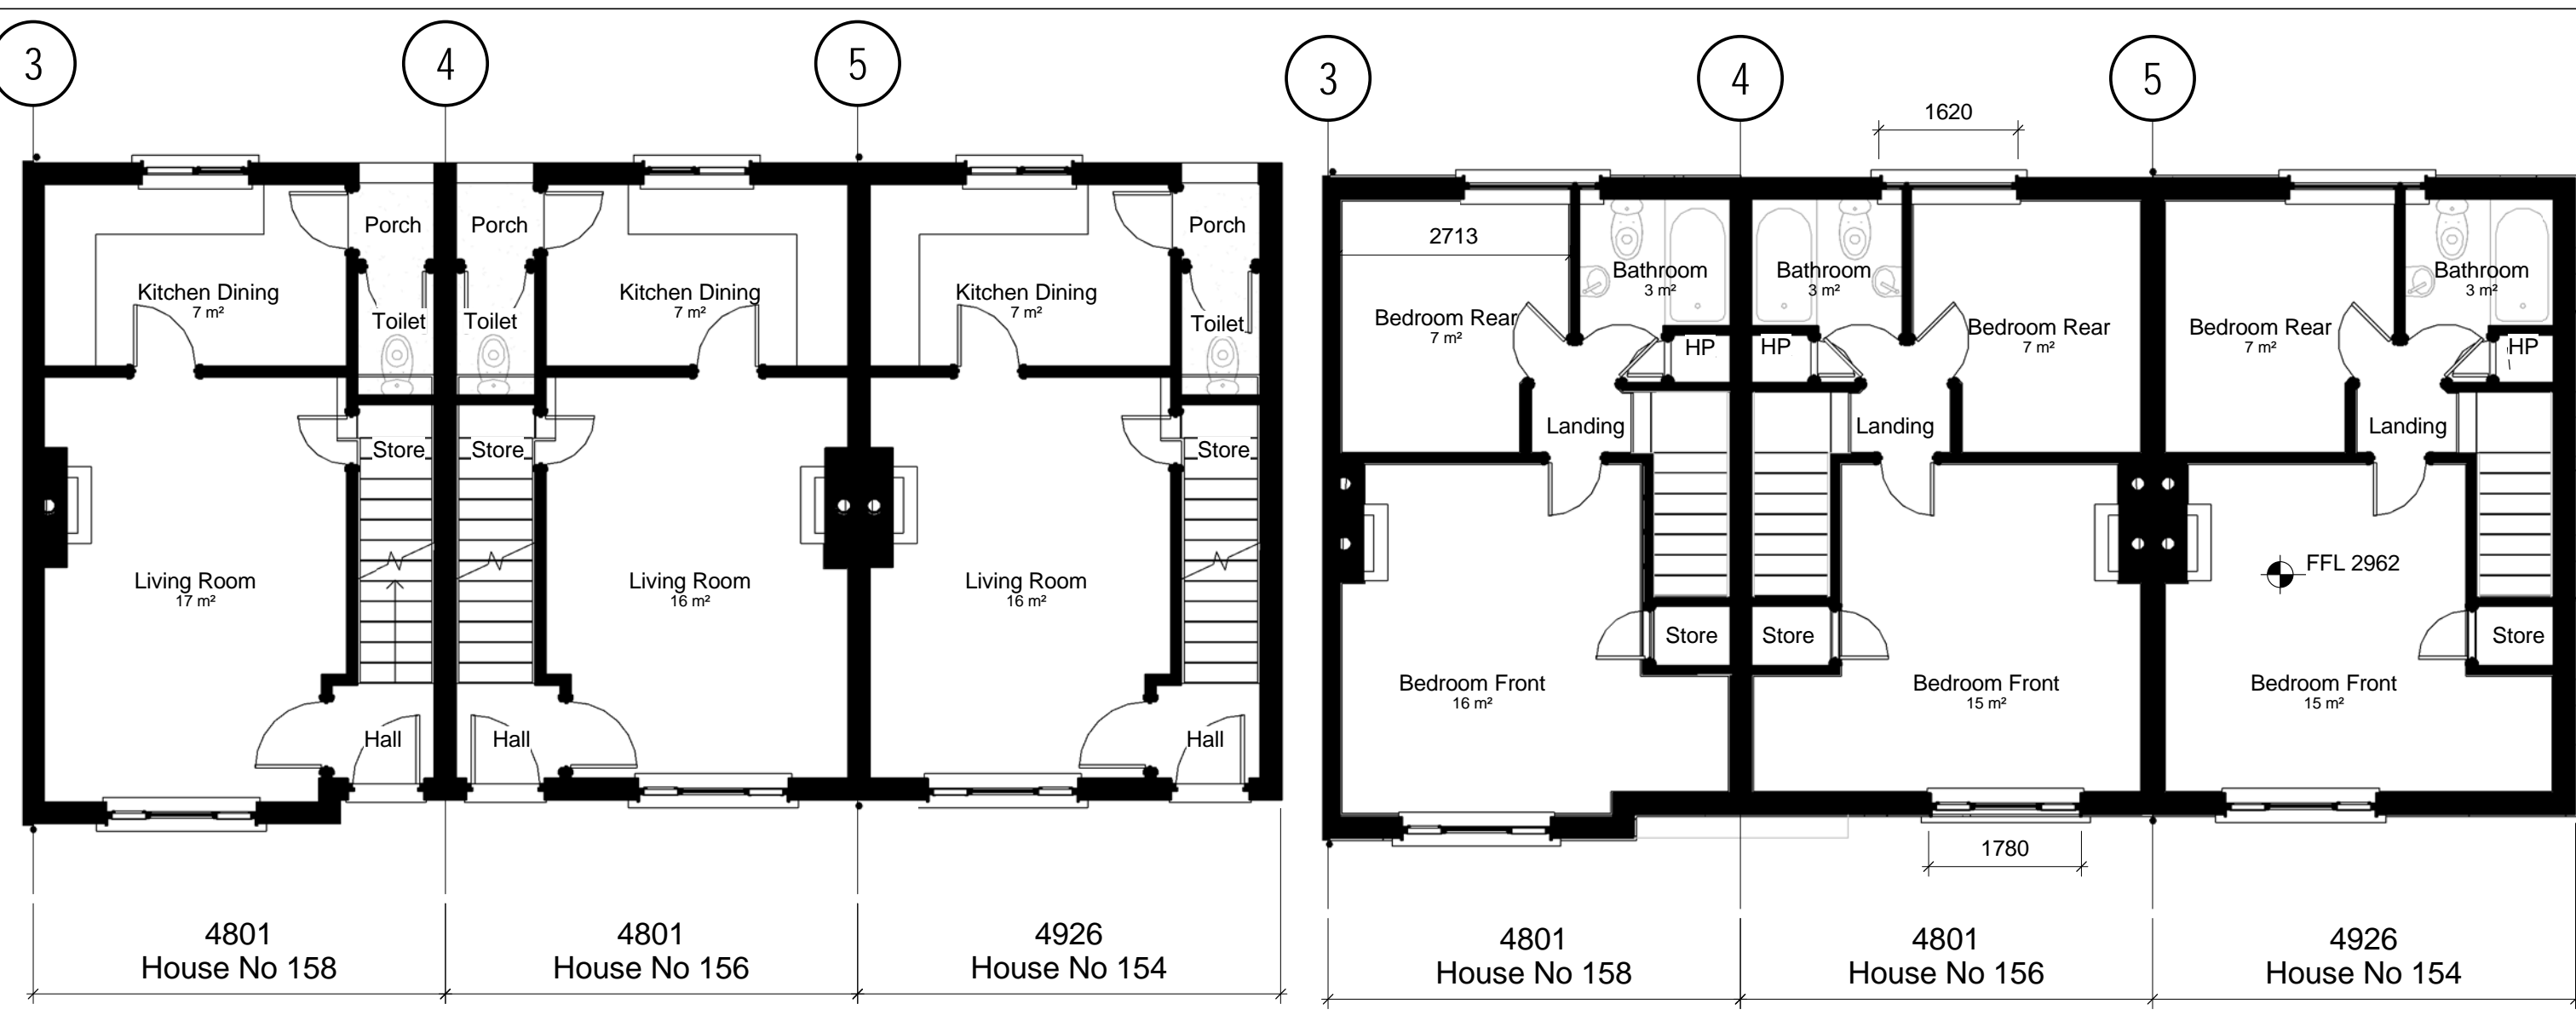 3
4
5
Porch
Porch
Porch
Kitchen Dining
7 m²
Kitchen Dining
7 m²
Kitchen Dining
7 m²
Toilet
Toilet
Toilet
Store
Store
Store
Living Room
17 m²
Living Room
16 m²
Living Room
16 m²
Hall
Hall
Hall
4801
House No 158
4801
House No 156
4926
House No 154
3
4
5
1620
2713
Bathroom
3 m²
Bathroom
3 m²
Bathroom
3 m²
Bedroom Rear
7 m²
Bedroom Rear
7 m²
Bedroom Rear
7 m²
HP
HP
HP
Landing
Landing
Landing
FFL 2962
Store
Store
Store
Bedroom Front
16 m²
Bedroom Front
15 m²
Bedroom Front
15 m²
1780
4801
House No 158
4801
House No 156
4926
House No 154